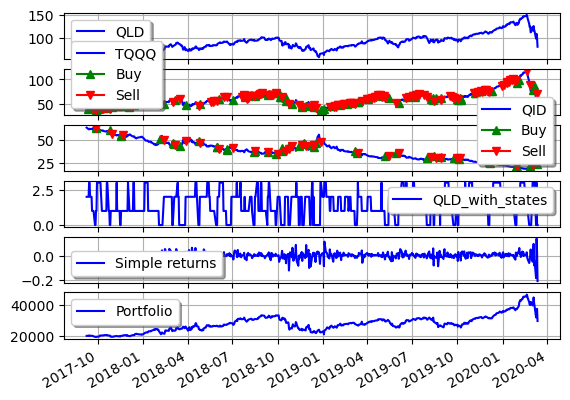 150
100
QLD
TQQQ
Buy
Sell
100
50
QID
Buy
Sell
50
25
2.5
0.0
QLD_with_states
0.0
−0.2
Simple returns
40000
20000
Portfolio
2017-10
2018-01
2018-04
2018-07
2018-10
2019-01
2019-04
2019-07
2019-10
2020-01
2020-04